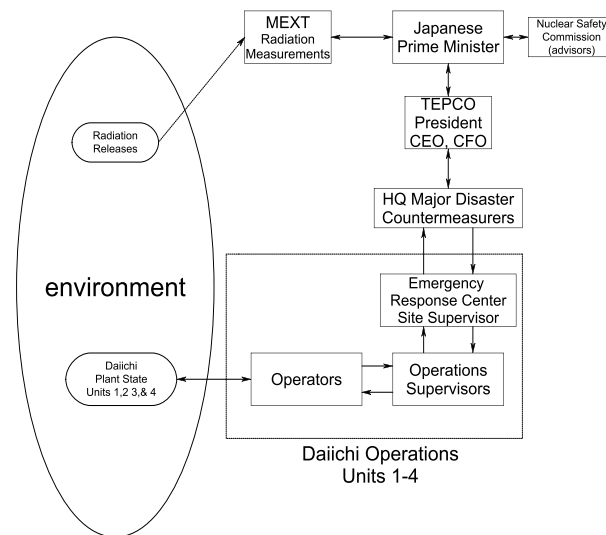 MEXT
Radiation
Measurements
Japanese
Prime Minister
Nuclear Safety
Commission
(advisors)
TEPCO
President
CEO, CFO
Radiation
Releases
HQ Major Disaster
Countermeasurers
environment
Emergency
Response Center
Site Supervisor
Daiichi
Plant State
Units 1,2 3,& 4
Operators
Operations
Supervisors
Daiichi Operations
Units 1-4